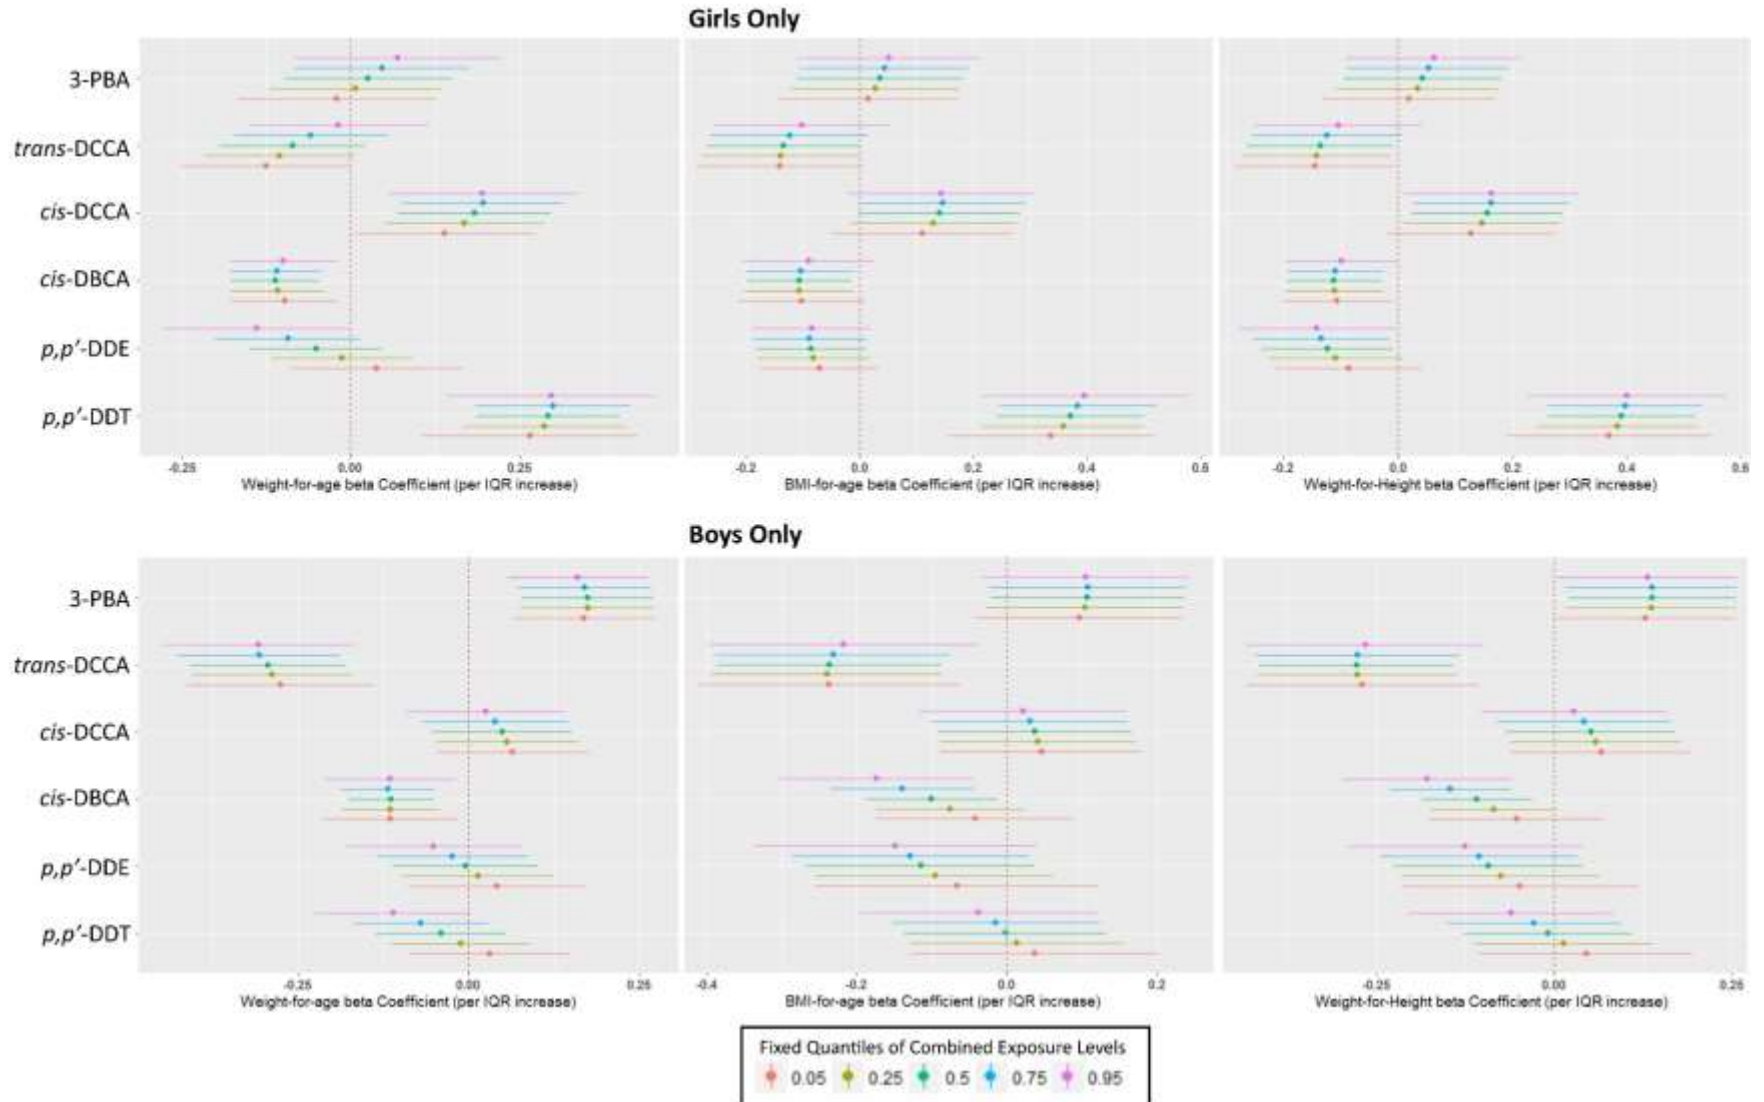 Girls Only
3-PBA
trans-DCCA
cis-DCCA
cis-DBCA
p,p′-DDE
p,p′-DDT
-0.25 0.00 0.25
Weight-for-age beta Coefficient (per IQR increase)
-0.2 0.0 0.2 0.4 0.6
BMI-for-age beta Coefficient (per IQR increase)
-0.2 0.0 0.2 0.4 0.6
Weight-for-Height beta Coefficient (per IQR increase)
Boys Only
3-PBA
trans-DCCA
cis-DCCA
cis-DBCA
p,p′-DDE
p,p′-DDT
-0.25 0.00 0.25
Weight-for-age beta Coefficient (per IQR increase)
-0.4 -0.2 0.0 0.2
BMI-for-age beta Coefficient (per IQR increase)
-0.25 0.00 0.25
Weight-for-Height beta Coefficient (per IQR increase)
Fixed Quantiles of Combined Exposure Levels
0.05 0.25 0.5 0.75 0.95